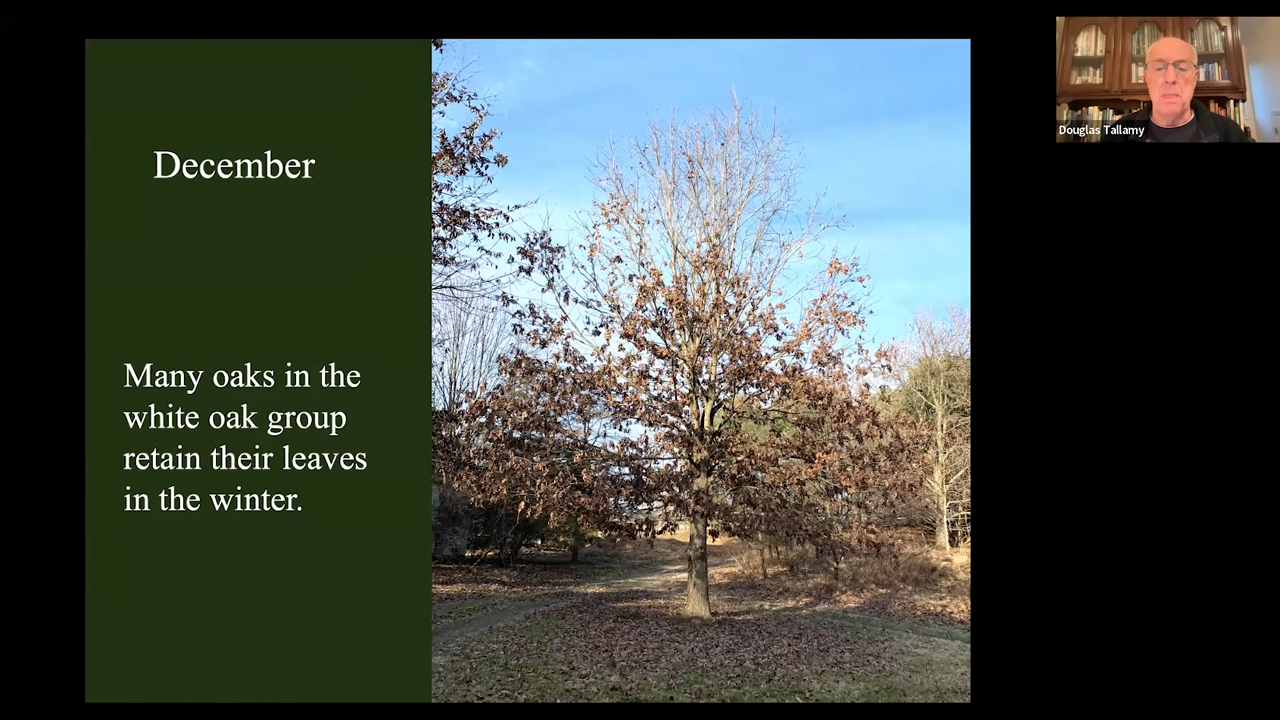 December
Many oaks in the
white oak group
retain their leaves
in the winter.
Douglas Tallamy